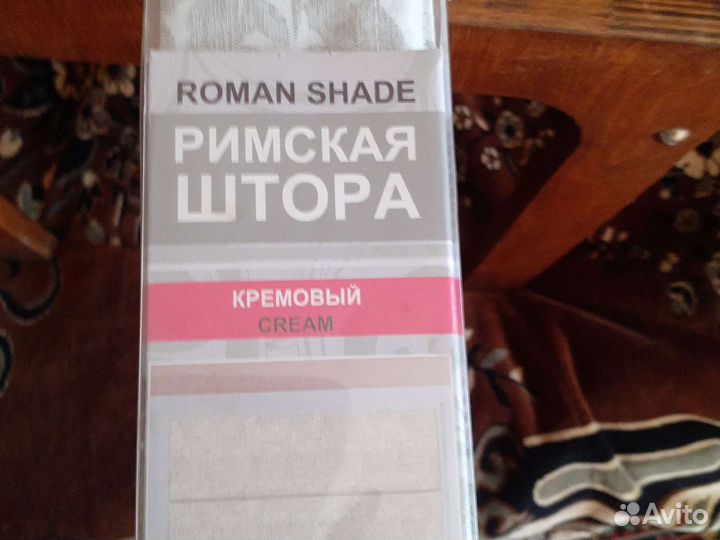 ROMAN SHADE
РИМСКАЯ
ШТОРА
КРЕМОВЫЙ
CREAM
Avito